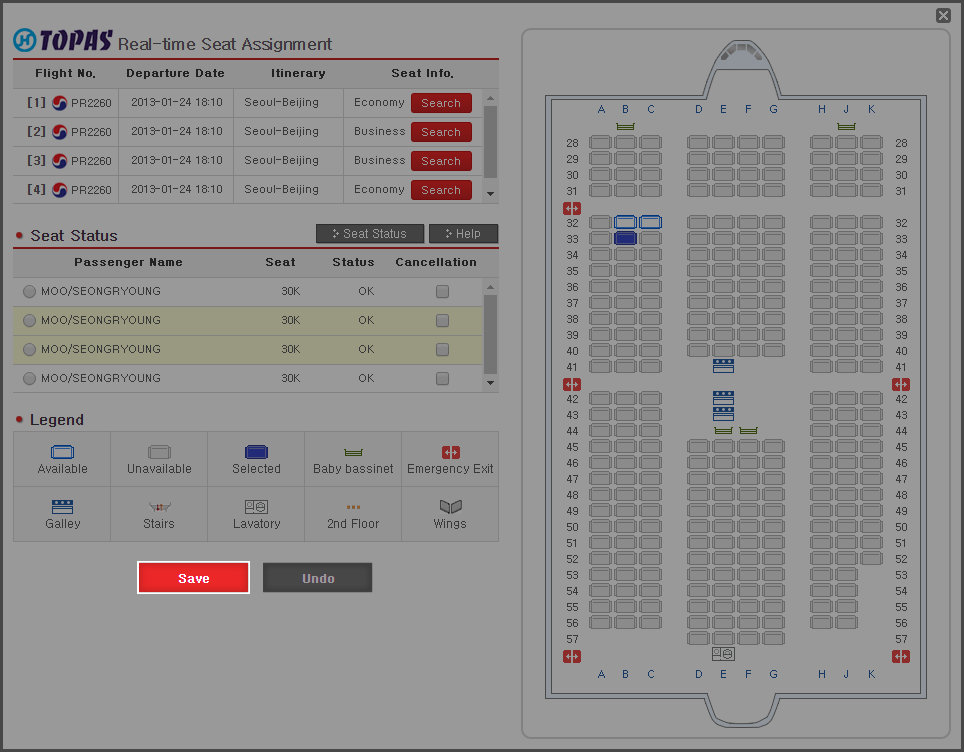 TOPAS Real-time Seat Assignment
Flight No. Departure Date Itinerary Seat Info.
[1] PR2260 2013-01-24 18:10 Seoul-Beijing Economy Search
[2] PR2260 2013-01-24 18:10 Seoul-Beijing Business Search
[3] PR2260 2013-01-24 18:10 Seoul-Beijing Business Search
[4] PR2260 2013-01-24 18:10 Seoul-Beijing Economy Search
Seat Status Seat Status Help
Passenger Name Seat Status Cancellation
MOO/SEONGRYOUNG 30K OK
MOO/SEONGRYOUNG 30K OK
MOO/SEONGRYOUNG 30K OK
MOO/SEONGRYOUNG 30K OK
Legend
Available Unavailable Selected Baby bassinet Emergency Exit
Galley Stairs Lavatory 2nd Floor Wings
Save Undo
A B C D E F G H J K
28 28
29 29
30 30
31 31
32 32
33 33
34 34
35 35
36 36
37 37
38 38
39 39
40 40
41 41
42 42
43 43
44 44
45 45
46 46
47 47
48 48
49 49
50 50
51 51
52 52
53 53
54 54
55 55
56 56
57 57
A B C D E F G H J K